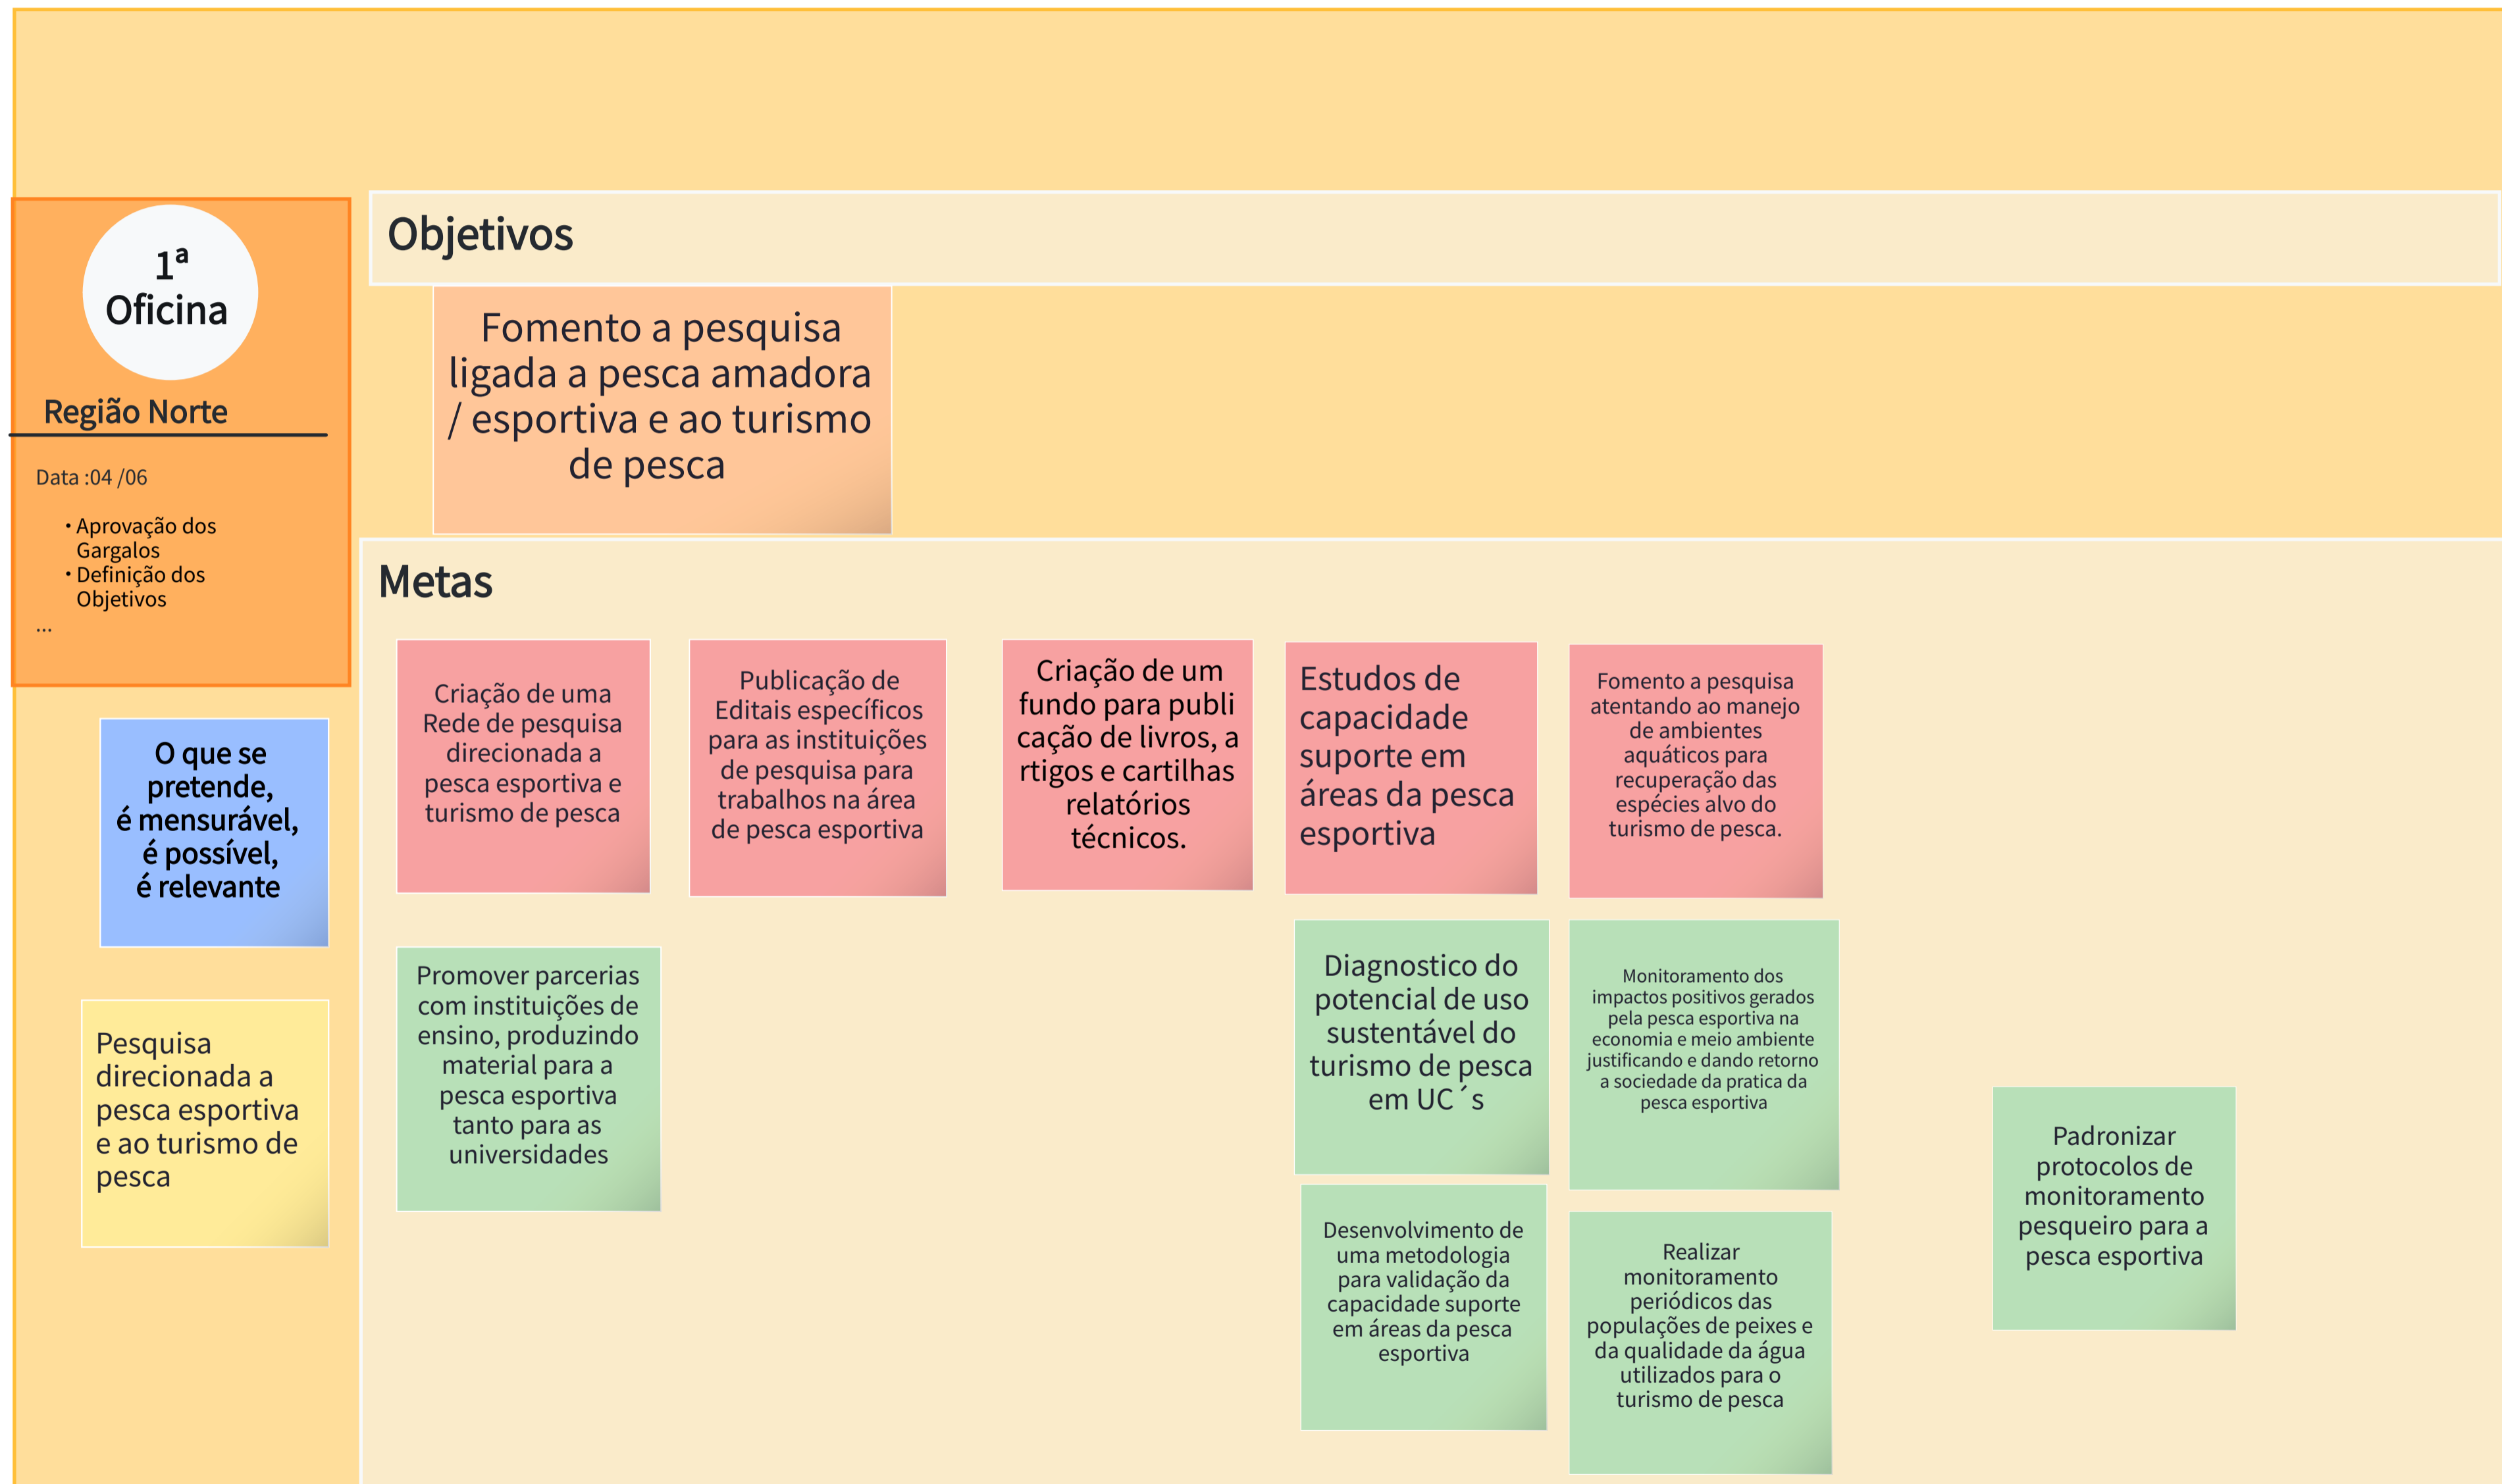 1ª
Oficina
Região Norte
Data :04 /06
• Aprovação dos
Gargalos
• Definição dos
Objetivos
...
O que se
pretende,
é mensurável,
é possível,
é relevante
Pesquisa
direcionada a
pesca esportiva
e ao turismo de
pesca
Objetivos
Fomento a pesquisa
ligada a pesca amadora
/ esportiva e ao turismo
de pesca
Metas
Criação de uma
Rede de pesquisa
direcionada a
pesca esportiva e
turismo de pesca
Publicação de
Editais específicos
para as instituições
de pesquisa para
trabalhos na área
de pesca esportiva
Criação de um
fundo para publi
cação de livros, a
rtigos e cartilhas
relatórios
técnicos.
Estudos de
capacidade
suporte em
áreas da pesca
esportiva
Fomento a pesquisa
atentando ao manejo
de ambientes
aquáticos para
recuperação das
espécies alvo do
turismo de pesca.
Promover parcerias
com instituições de
ensino, produzindo
material para a
pesca esportiva
tanto para as
universidades
Diagnostico do
potencial de uso
sustentável do
turismo de pesca
em UC´s
Monitoramento dos
impactos positivos gerados
pela pesca esportiva na
economia e meio ambiente
justificando e dando retorno
a sociedade da pratica da
pesca esportiva
Padronizar
protocolos de
monitoramento
pesqueiro para a
pesca esportiva
Desenvolvimento de
uma metodologia
para validação da
capacidade suporte
em áreas da pesca
esportiva
Realizar
monitoramento
periódicos das
populações de peixes e
da qualidade da água
utilizados para o
turismo de pesca